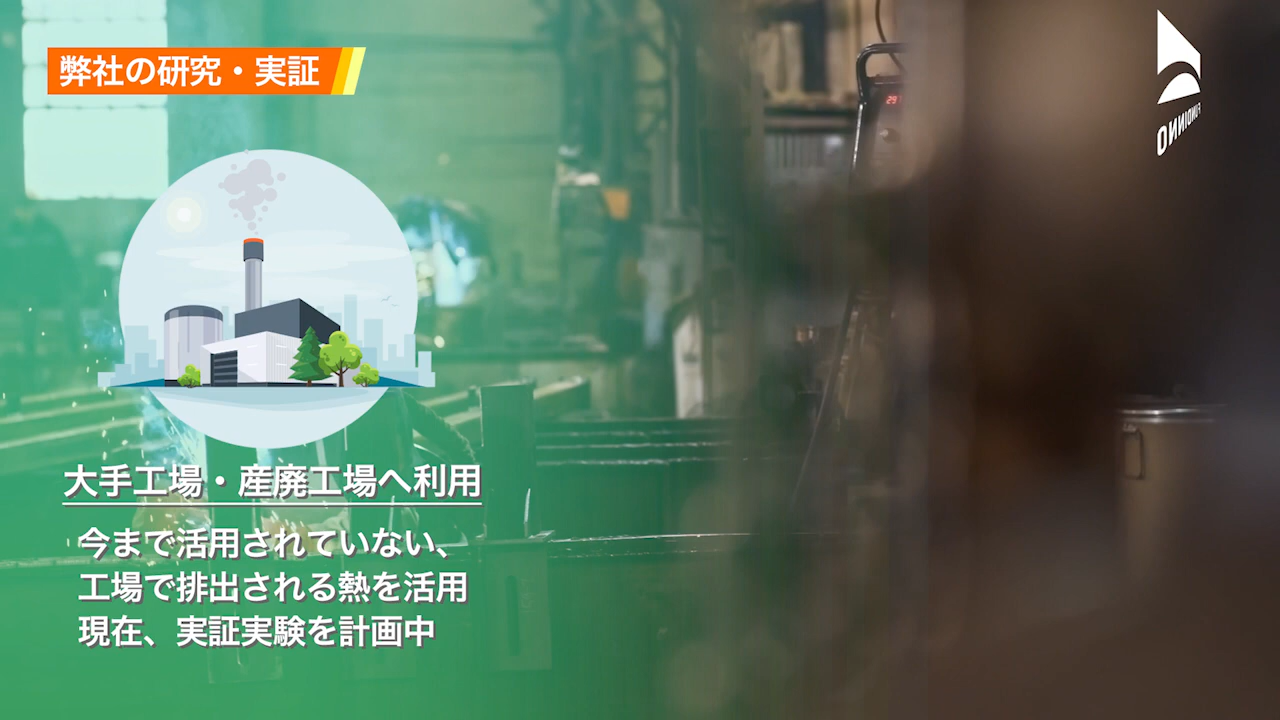 弊社の研究・実証
FUNDINNO
大手工場・産廃工場へ利用
今まで活用されていない、
工場で排出される熱を活用
現在、実証実験を計画中